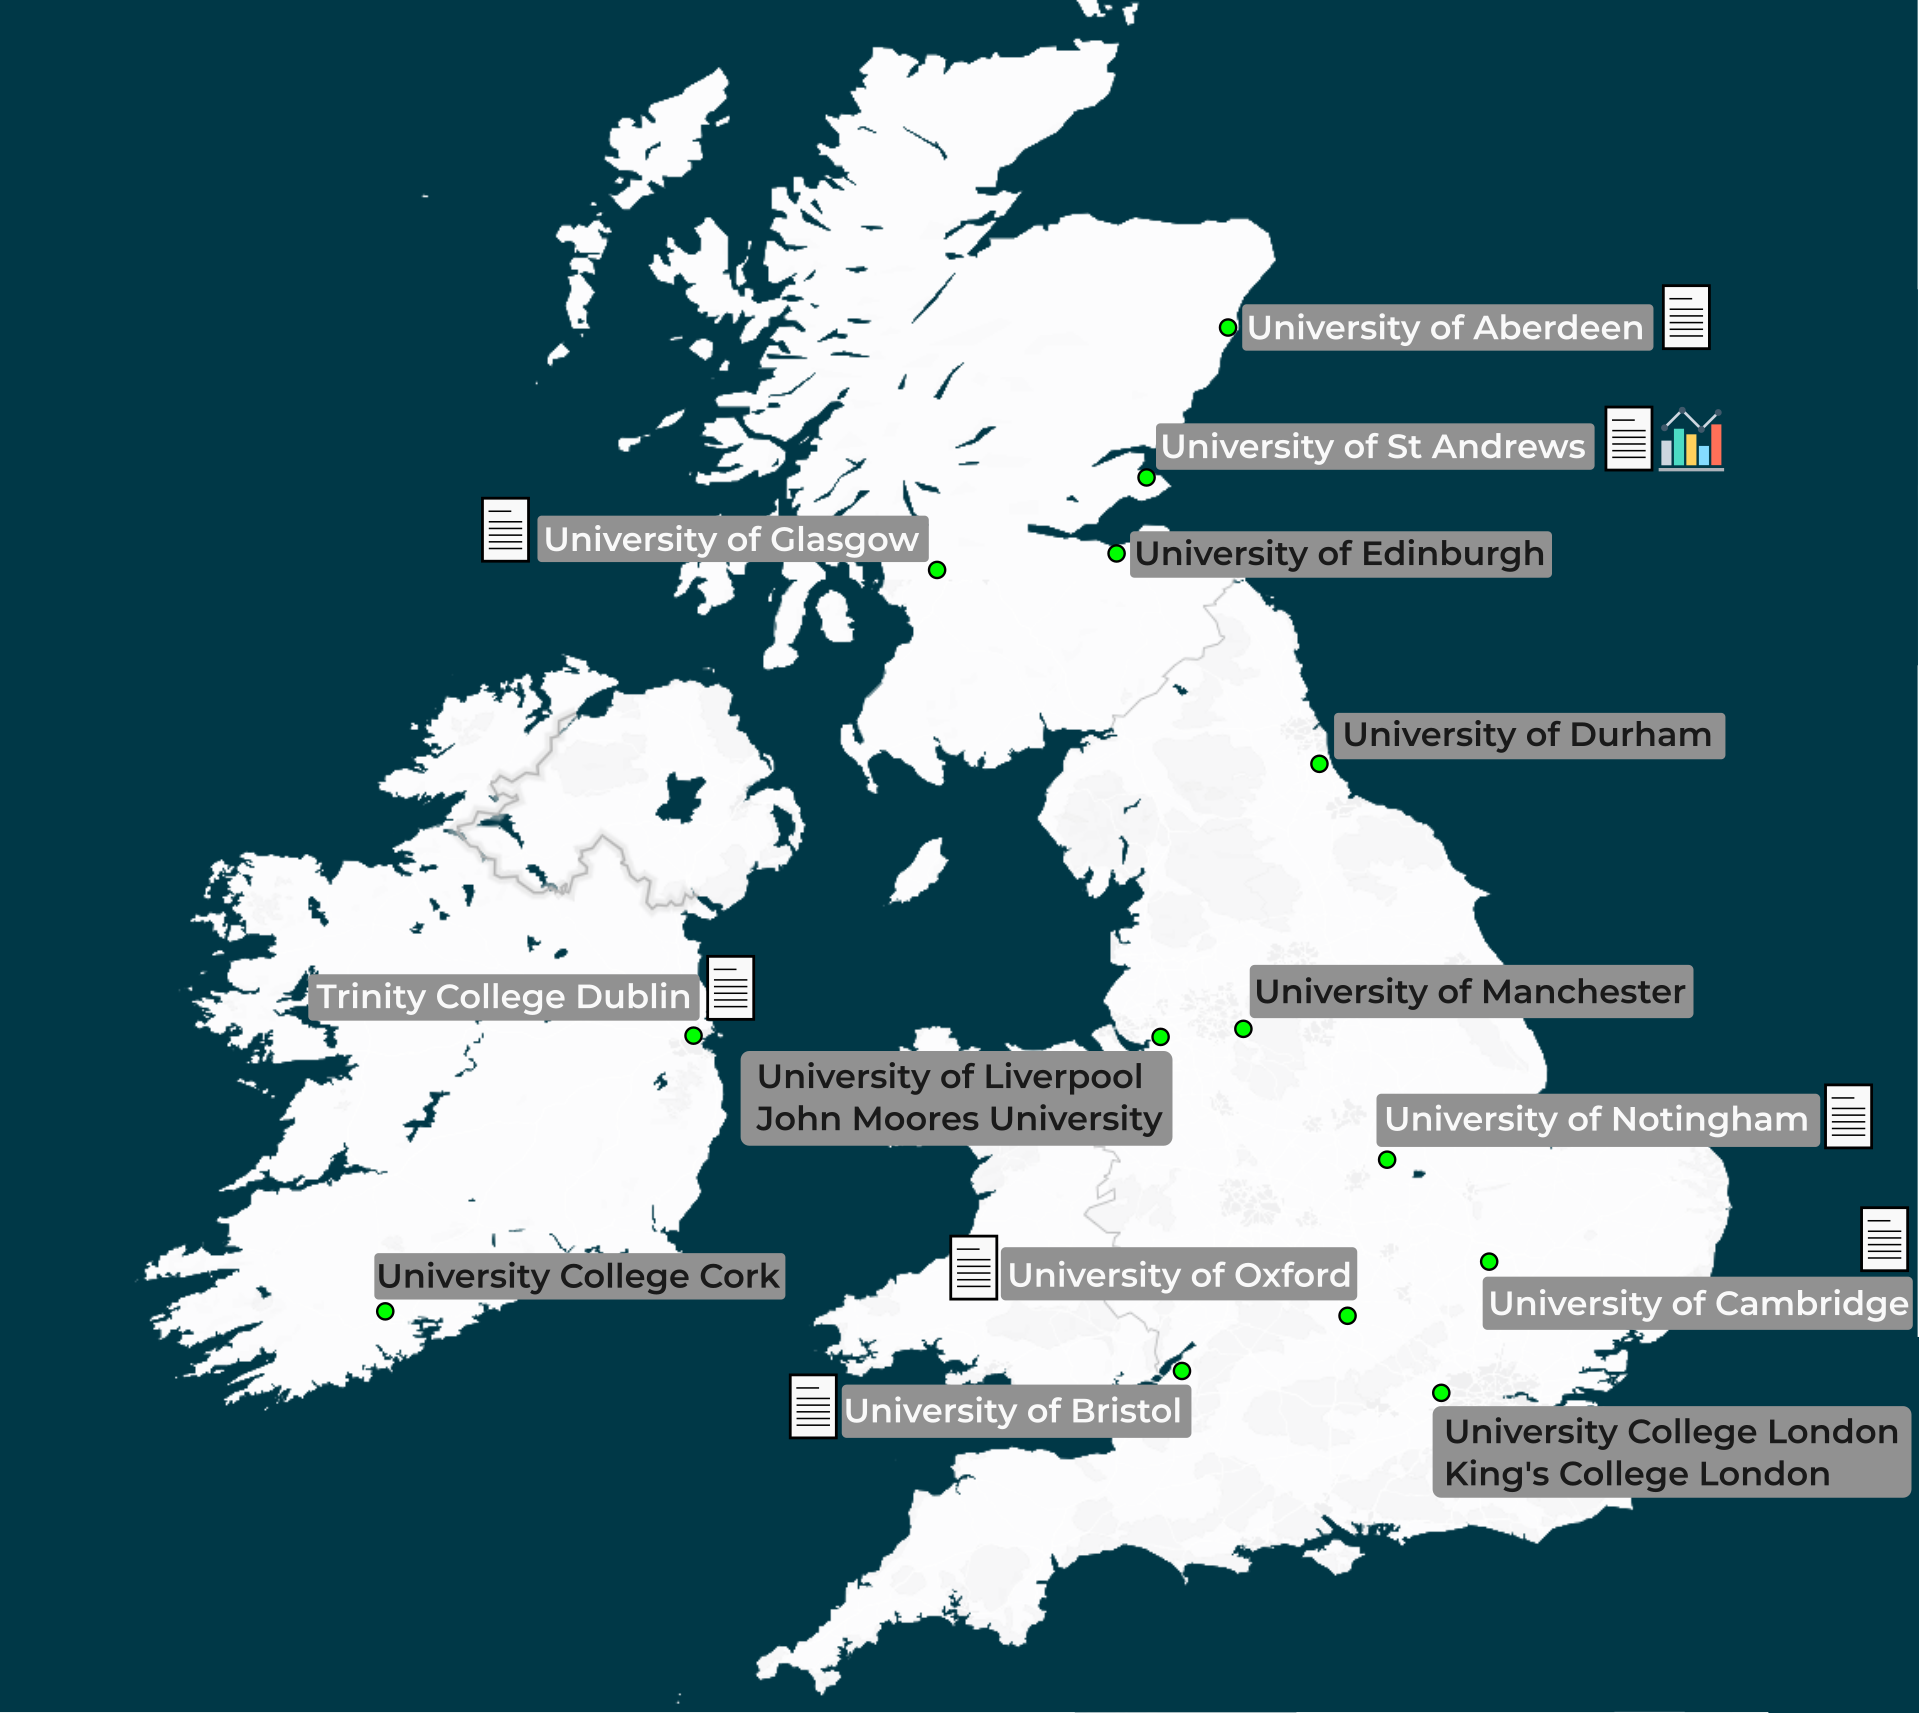 University of Aberdeen
University of St Andrews
University of Glasgow
University of Edinburgh
University of Durham
Trinity College Dublin
University of Manchester
University of Liverpool
John Moores University
University of Notingham
University College Cork
University of Oxford
University of Cambridge
University of Bristol
University College London
King's College London